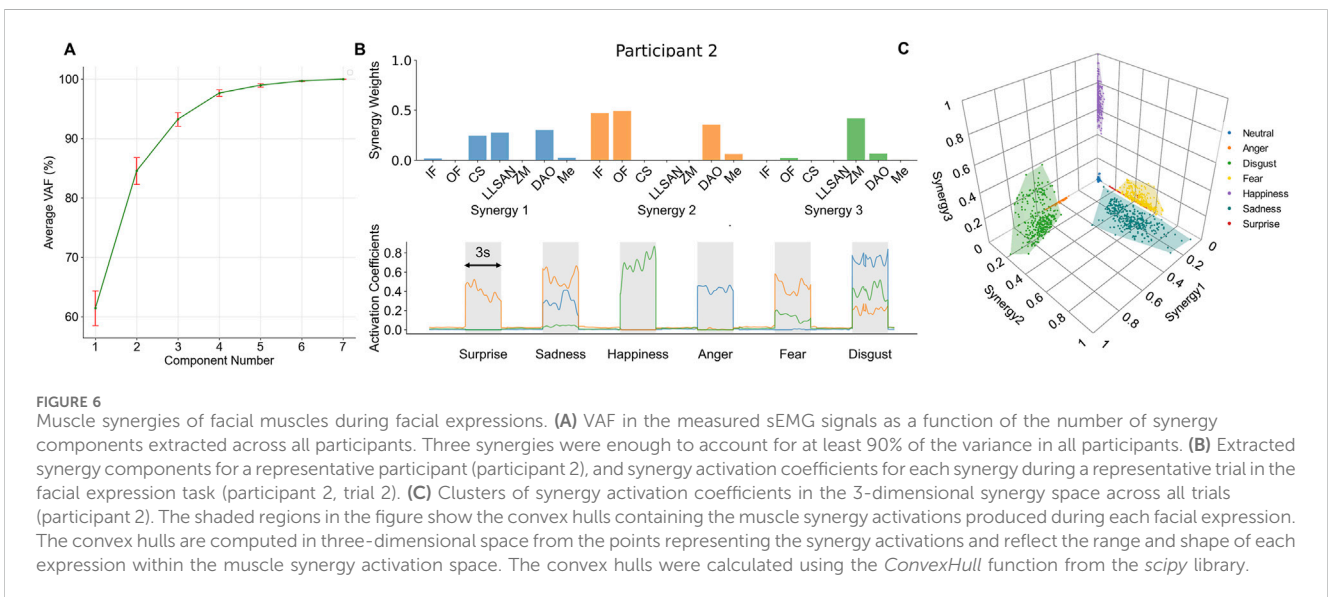 A
B
C
Participant 2
Average VAF (%)
100
90
80
70
60
1 2 3 4 5 6 7
Component Number
Synergy Weights
1.0
0.5
0.0
IF OF CS LLSAN ZM DAO Me IF OF CS LLSAN ZM DAO Me IF OF CS LLSAN ZM DAO Me
Synergy 1 Synergy 2 Synergy 3
Activation Coefficients
0.8
0.6
0.4
0.2
0.0
3s
Surprise Sadness Happiness Anger Fear Disgust
Synergy3
1
0.8
0.6
0.4
0.2
0
0
0.2
0.4
0.6
0.8
1
Synergy2
1
0.8
0.6
0.4
0.2
0
Synergy1
Neutral
Anger
Disgust
Fear
Happiness
Sadness
Surprise
FIGURE 6
Muscle synergies of facial muscles during facial expressions. (A) VAF in the measured sEMG signals as a function of the number of synergy
components extracted across all participants. Three synergies were enough to account for at least 90% of the variance in all participants. (B) Extracted
synergy components for a representative participant (participant 2), and synergy activation coefficients for each synergy during a representative trial in the
facial expression task (participant 2, trial 2). (C) Clusters of synergy activation coefficients in the 3-dimensional synergy space across all trials
(participant 2). The shaded regions in the figure show the convex hulls containing the muscle synergy activations produced during each facial expression.
The convex hulls are computed in three-dimensional space from the points representing the synergy activations and reflect the range and shape of each
expression within the muscle synergy activation space. The convex hulls were calculated using the ConvexHull function from the scipy library.